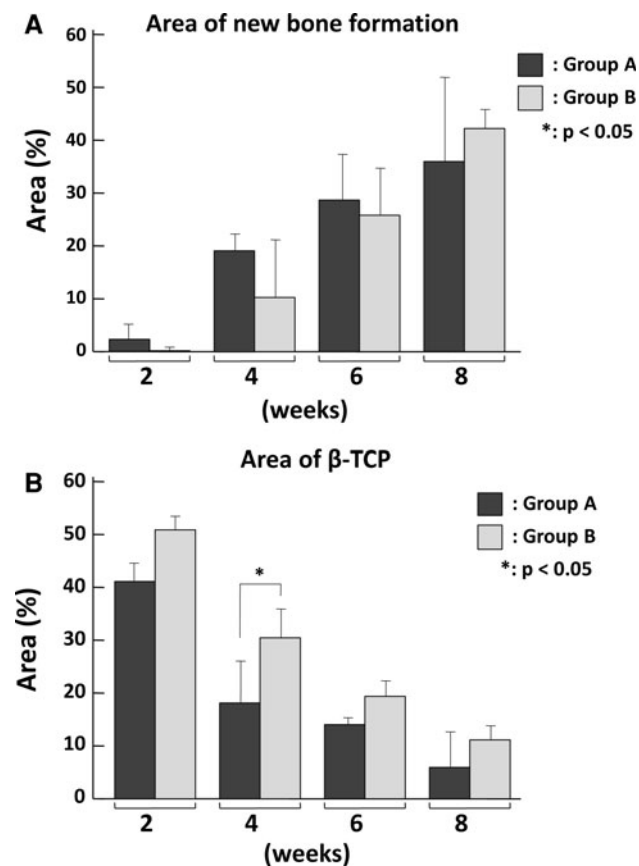 A
Area of new bone formation
60
50
40
30
20
10
0
Area (%)
: Group A
: Group B
*: p < 0.05
2 4 6 8
(weeks)
B
Area of β-TCP
60
50
40
30
20
10
0
Area (%)
: Group A
: Group B
*: p < 0.05
*
2 4 6 8
(weeks)